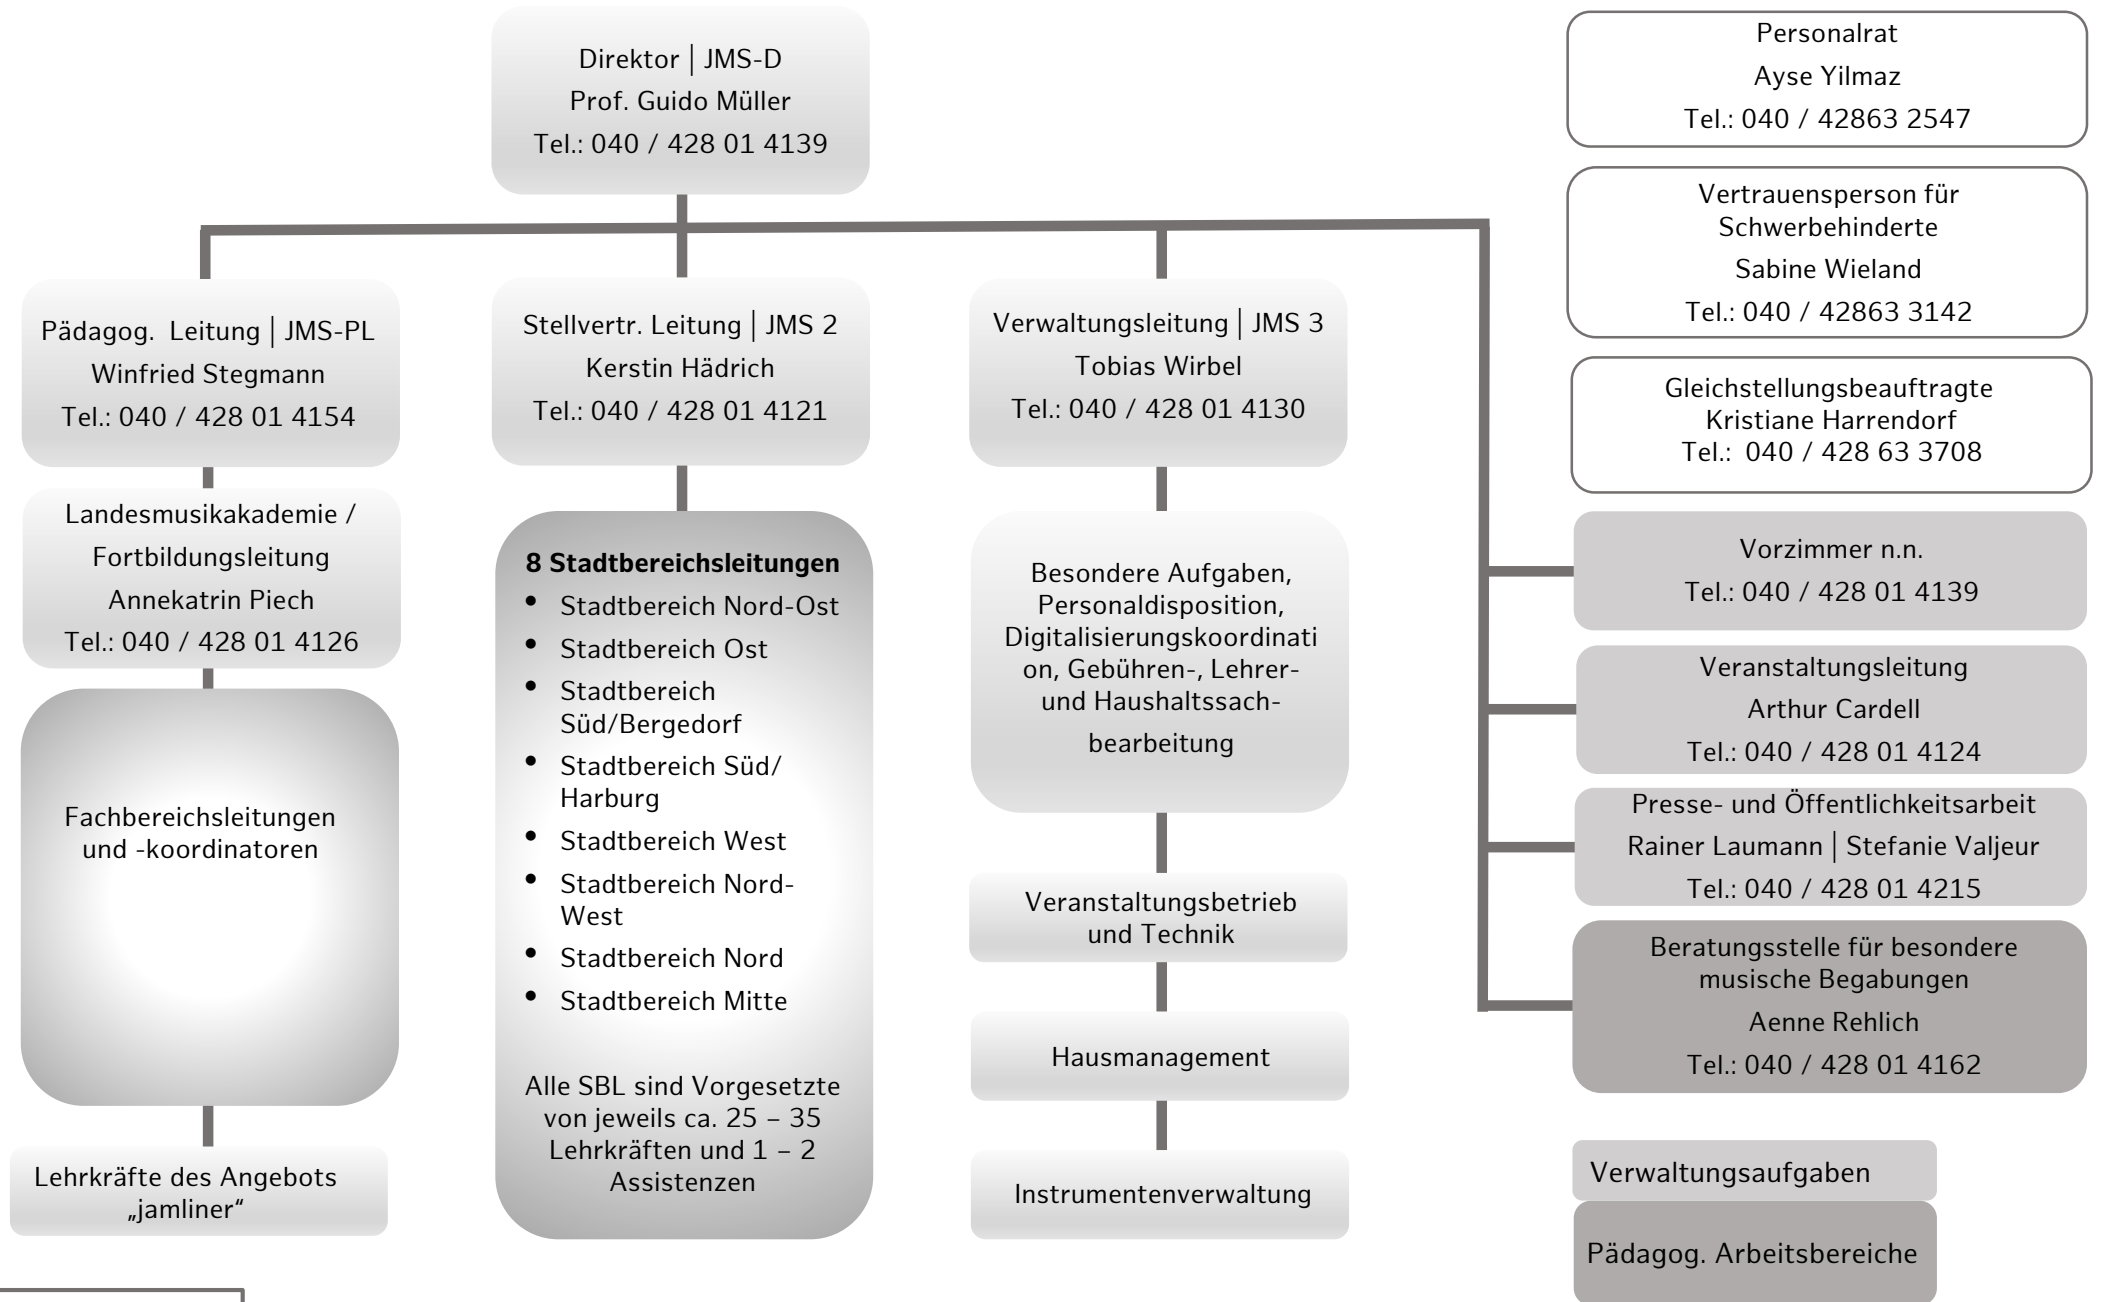 Direktor | JMS-D
Prof. Guido Müller
Tel.: 040 / 428 01 4139
Pädagog.  Leitung | JMS-PL
Winfried Stegmann
Tel.: 040 / 428 01 4154
Landesmusikakademie /
Fortbildungsleitung
Annekatrin Piech
Tel.: 040 / 428 01 4126
Fachbereichsleitungen
und -koordinatoren
Lehrkräfte des Angebots
„jamliner“
Stellvertr. Leitung | JMS 2
Kerstin Hädrich
Tel.: 040 / 428 01 4121
8 Stadtbereichsleitungen
• Stadtbereich Nord-Ost
• Stadtbereich Ost
• Stadtbereich
Süd/Bergedorf
• Stadtbereich Süd/
Harburg
• Stadtbereich West
• Stadtbereich Nord-
West
• Stadtbereich Nord
• Stadtbereich Mitte
Alle SBL sind Vorgesetzte
von jeweils ca. 25 – 35
Lehrkräften und 1 – 2
Assistenzen
Verwaltungsleitung | JMS 3
Tobias Wirbel
Tel.: 040 / 428 01 4130
Besondere Aufgaben,
Personaldisposition,
Digitalisierungskoordinati
on, Gebühren-, Lehrer-
und Haushaltssach-
bearbeitung
Veranstaltungsbetrieb
und Technik
Hausmanagement
Instrumentenverwaltung
Personalrat
Ayse Yilmaz
Tel.: 040 / 42863 2547
Vertrauensperson für
Schwerbehinderte
Sabine Wieland
Tel.: 040 / 42863 3142
Gleichstellungsbeauftragte
Kristiane Harrendorf
Tel.:  040 / 428 63 3708
Vorzimmer n.n.
Tel.: 040 / 428 01 4139
Veranstaltungsleitung
Arthur Cardell
Tel.: 040 / 428 01 4124
Presse- und Öffentlichkeitsarbeit
Rainer Laumann | Stefanie Valjeur
Tel.: 040 / 428 01 4215
Beratungsstelle für besondere
musische Begabungen
Aenne Rehlich
Tel.: 040 / 428 01 4162
Verwaltungsaufgaben
Pädagog. Arbeitsbereiche